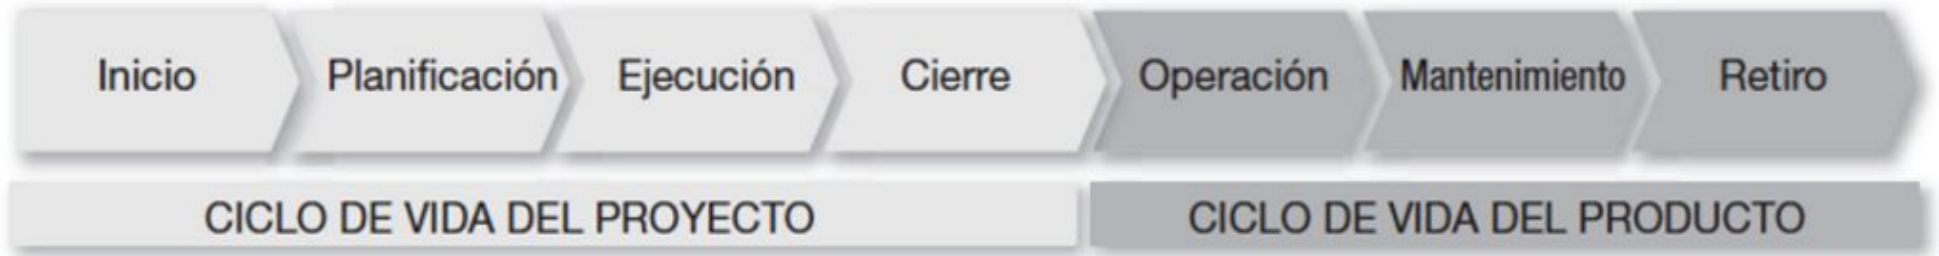 Inicio Planificación Ejecución Cierre Operación Mantenimiento Retiro
CICLO DE VIDA DEL PROYECTO CICLO DE VIDA DEL PRODUCTO